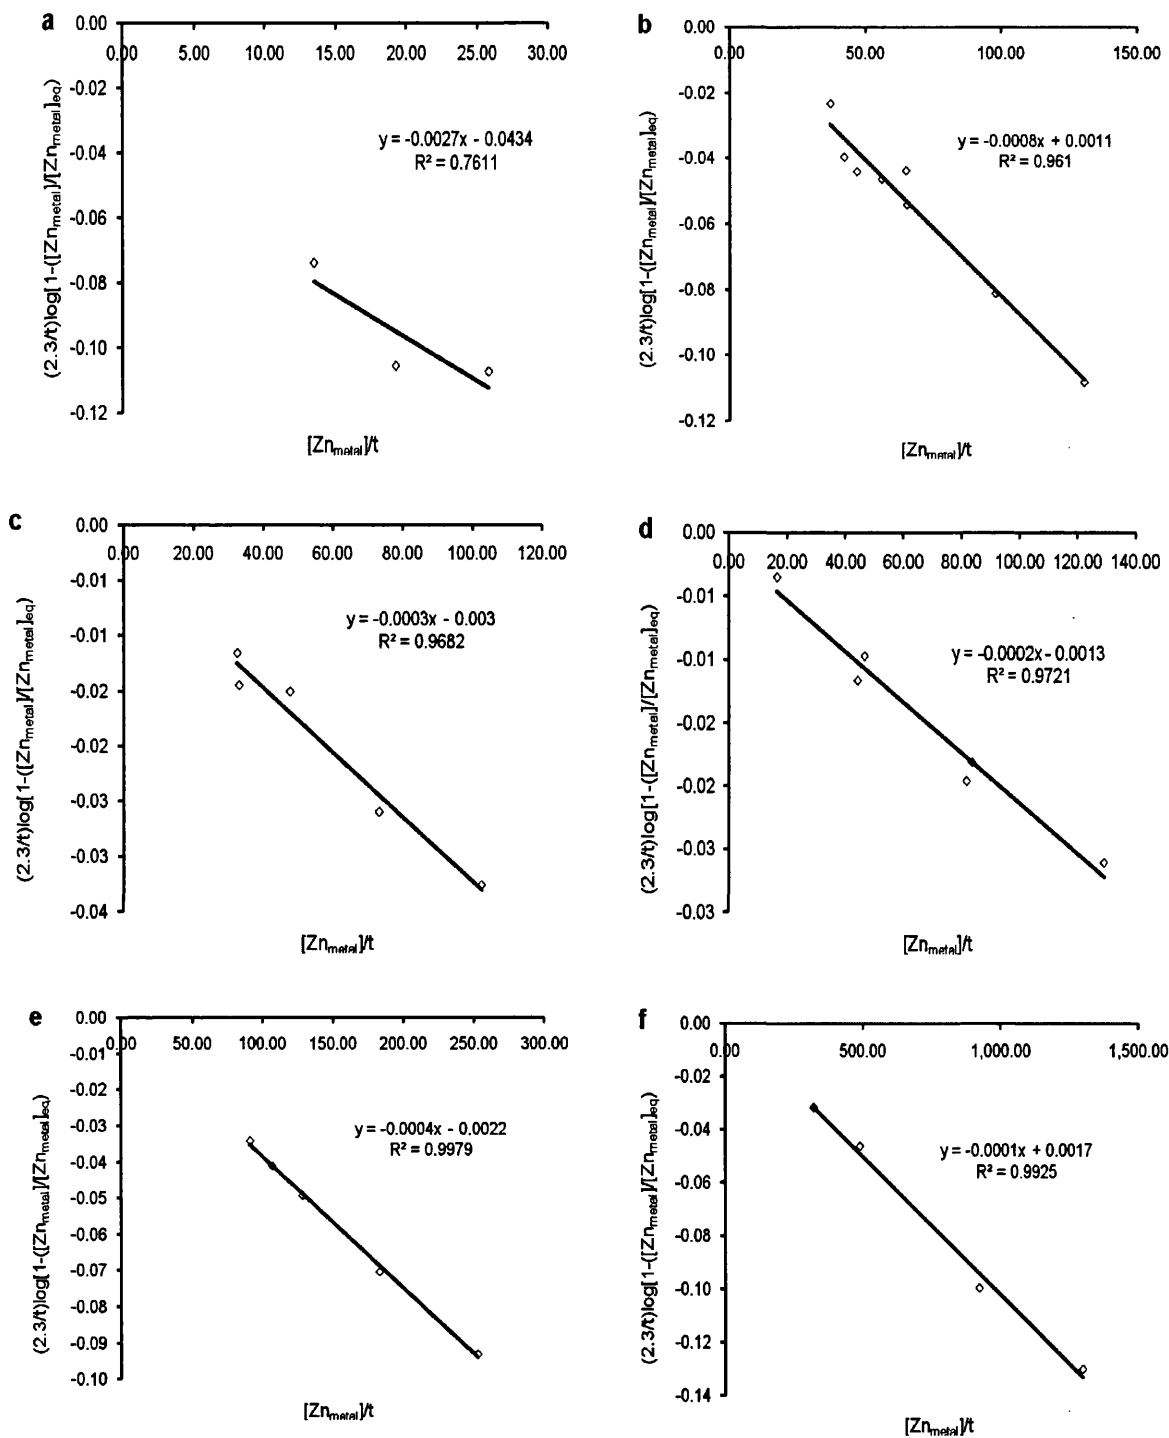 a
0.00
0.00 5.00 10.00 15.00 20.00 25.00 30.00
-0.02
-0.04
-0.06
-0.08
-0.10
-0.12
y = -0.0027x - 0.0434
R² = 0.7611
(2.3/t)log[1-([Zn_metal]/[Zn_metal]_eq)
[Zn_metal]/t
b
0.00
0.00 50.00 100.00 150.00
-0.02
-0.04
-0.06
-0.08
-0.10
-0.12
y = -0.0008x + 0.0011
R² = 0.961
(2.3/t)log[1-([Zn_metal]/[Zn_metal]_eq)
[Zn_metal]/t
c
0.00
0.00 20.00 40.00 60.00 80.00 100.00 120.00
-0.01
-0.01
-0.02
-0.02
-0.03
-0.03
-0.04
y = -0.0003x - 0.003
R² = 0.9682
(2.3/t)log[1-([Zn_metal]/[Zn_metal]_eq)
[Zn_metal]/t
d
0.00
0.00 20.00 40.00 60.00 80.00 100.00 120.00 140.00
-0.01
-0.01
-0.02
-0.02
-0.03
-0.03
y = -0.0002x - 0.0013
R² = 0.9721
(2.3/t)log[1-([Zn_metal]/[Zn_metal]_eq)
[Zn_metal]/t
e
0.00
0.00 50.00 100.00 150.00 200.00 250.00 300.00
-0.01
-0.02
-0.03
-0.04
-0.05
-0.06
-0.07
-0.08
-0.09
-0.10
y = -0.0004x - 0.0022
R² = 0.9979
(2.3/t)log[1-([Zn_metal]/[Zn_metal]_eq)
[Zn_metal]/t
f
0.00
0.00 500.00 1,000.00 1,500.00
-0.02
-0.04
-0.06
-0.08
-0.10
-0.12
-0.14
y = -0.0001x + 0.0017
R² = 0.9925
(2.3/t)log[1-([Zn_metal]/[Zn_metal]_eq)
[Zn_metal]/t